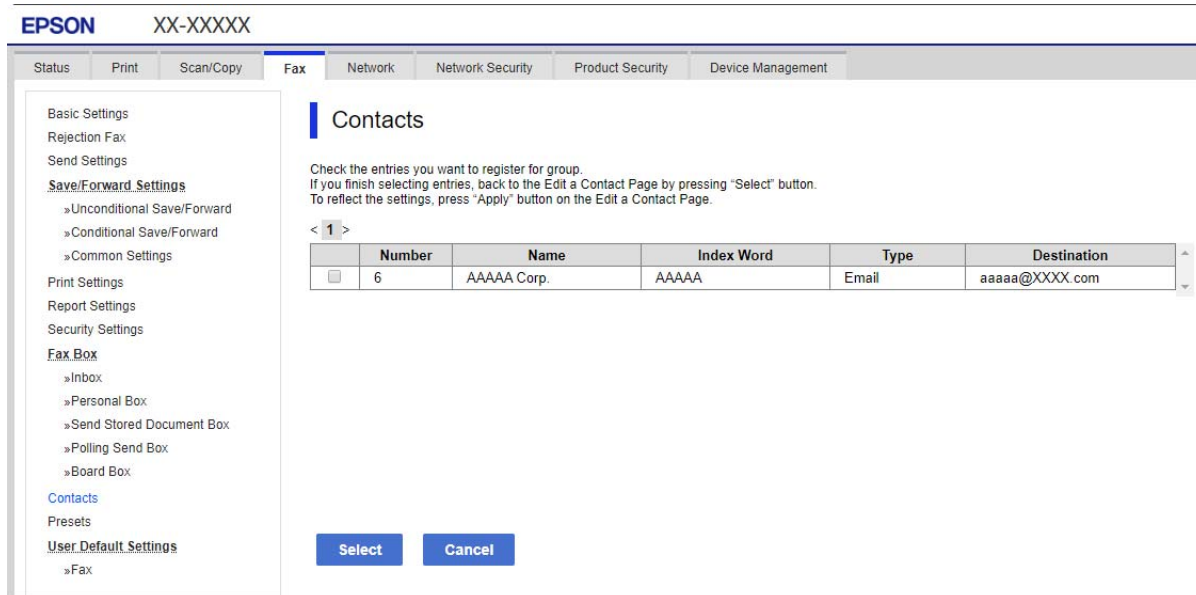 EPSON XX-XXXXX
Status Print Scan/Copy Fax Network Network Security Product Security Device Management
Basic Settings
Rejection Fax
Send Settings
Save/Forward Settings
»Unconditional Save/Forward
»Conditional Save/Forward
»Common Settings
Print Settings
Report Settings
Security Settings
Fax Box
»Inbox
»Personal Box
»Send Stored Document Box
»Polling Send Box
»Board Box
Contacts
Presets
User Default Settings
»Fax
Contacts
Check the entries you want to register for group.
If you finish selecting entries, back to the Edit a Contact Page by pressing “Select” button.
To reflect the settings, press “Apply” button on the Edit a Contact Page.
< 1 >
Number Name Index Word Type Destination
6 AAAAA Corp. AAAAA Email aaaaa@XXXX.com
Select Cancel